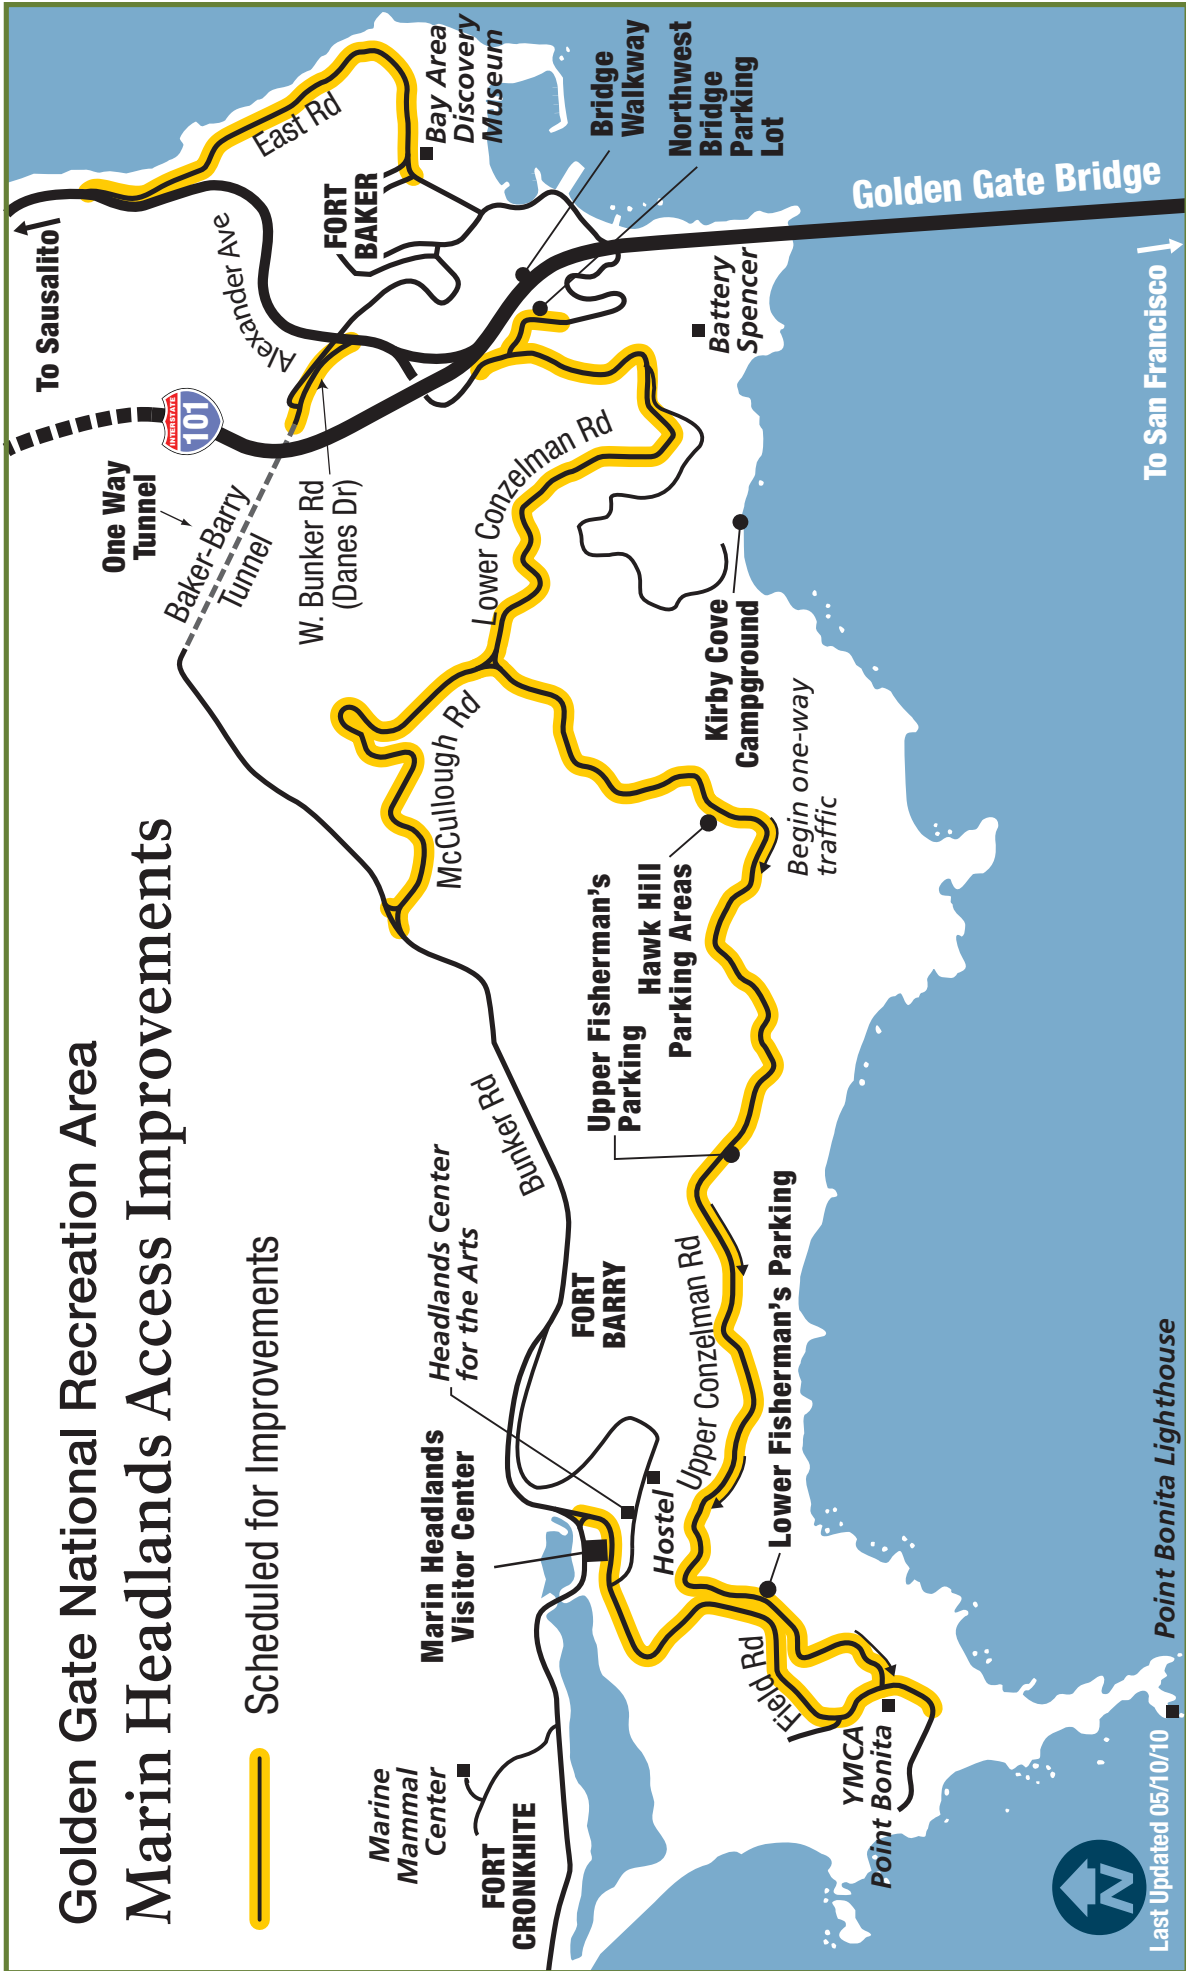 Golden Gate National Recreation Area
Marin Headlands Access Improvements
Scheduled for Improvements
To Sausalito
INTERSTATE
101
One Way
Tunnel
Baker-Barry
Tunnel
W. Bunker Rd
(Danes Dr)
Alexander Ave
East Rd
FORT
BAKER
Bay Area
Discovery
Museum
Bridge
Walkway
Northwest
Bridge
Parking
Lot
Golden Gate Bridge
To San Francisco
Battery
Spencer
Lower Conzelman Rd
Kirby Cove
Campground
McCullough Rd
Begin one-way
traffic
Hawk Hill
Parking Areas
Upper Fisherman's
Parking
Bunker Rd
Headlands Center
for the Arts
FORT
BARRY
Marin Headlands
Visitor Center
Hostel
Upper Conzelman Rd
Lower Fisherman's Parking
Field Rd
Marine
Mammal
Center
FORT
CRONKHITE
YMCA
Point Bonita
Point Bonita Lighthouse
N
Last Updated 05/10/10